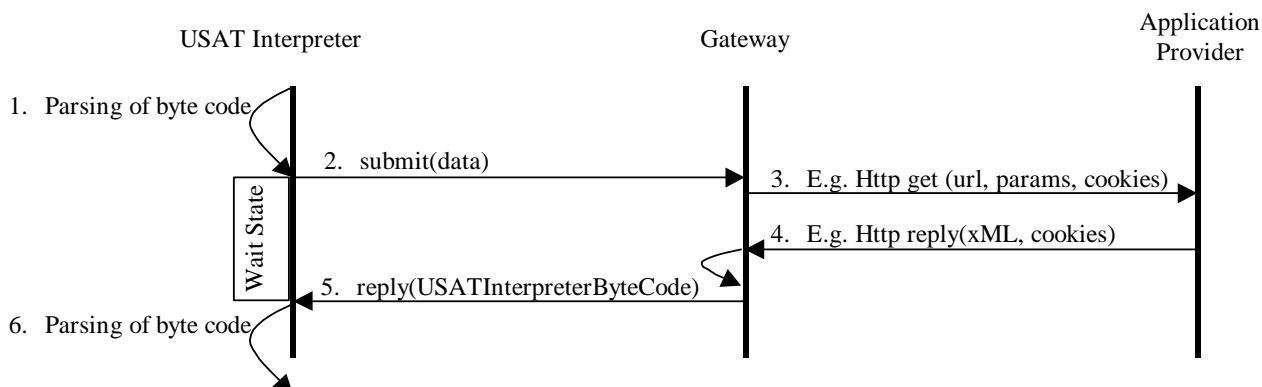 USAT Interpreter
Gateway
Application
Provider
1. Parsing of byte code
2. submit(data)
3. E.g. Http get (url, params, cookies)
Wait State
4. E.g. Http reply(xML, cookies)
5. reply(USATInterpreterByteCode)
6. Parsing of byte code